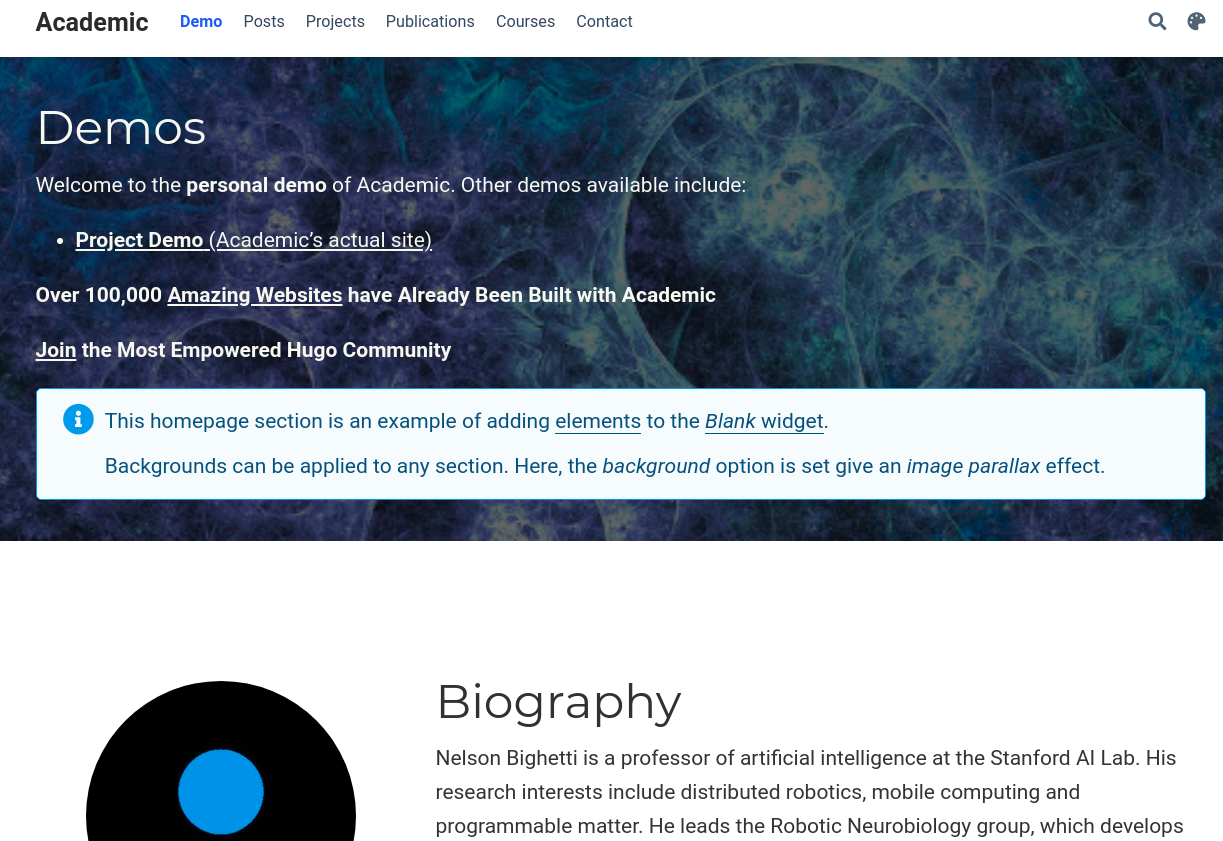 Academic Demo Posts Projects Publications Courses Contact
Demos
Welcome to the personal demo of Academic. Other demos available include:
• Project Demo (Academic’s actual site)
Over 100,000 Amazing Websites have Already Been Built with Academic
Join the Most Empowered Hugo Community
This homepage section is an example of adding elements to the Blank widget.
Backgrounds can be applied to any section. Here, the background option is set give an image parallax effect.
Biography
Nelson Bighetti is a professor of artificial intelligence at the Stanford AI Lab. His
research interests include distributed robotics, mobile computing and
programmable matter. He leads the Robotic Neurobiology group, which develops